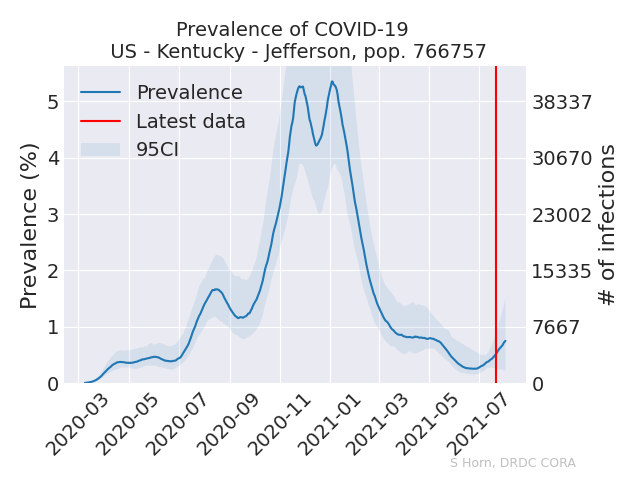 Prevalence of COVID-19
US - Kentucky - Jefferson, pop. 766757
Prevalence
Latest data
95CI
Prevalence (%)
5
4
3
2
1
0
38337
30670
23002
15335
7667
0
# of infections
2020-03
2020-05
2020-07
2020-09
2020-11
2021-01
2021-03
2021-05
2021-07
S Horn, DRDC CORA